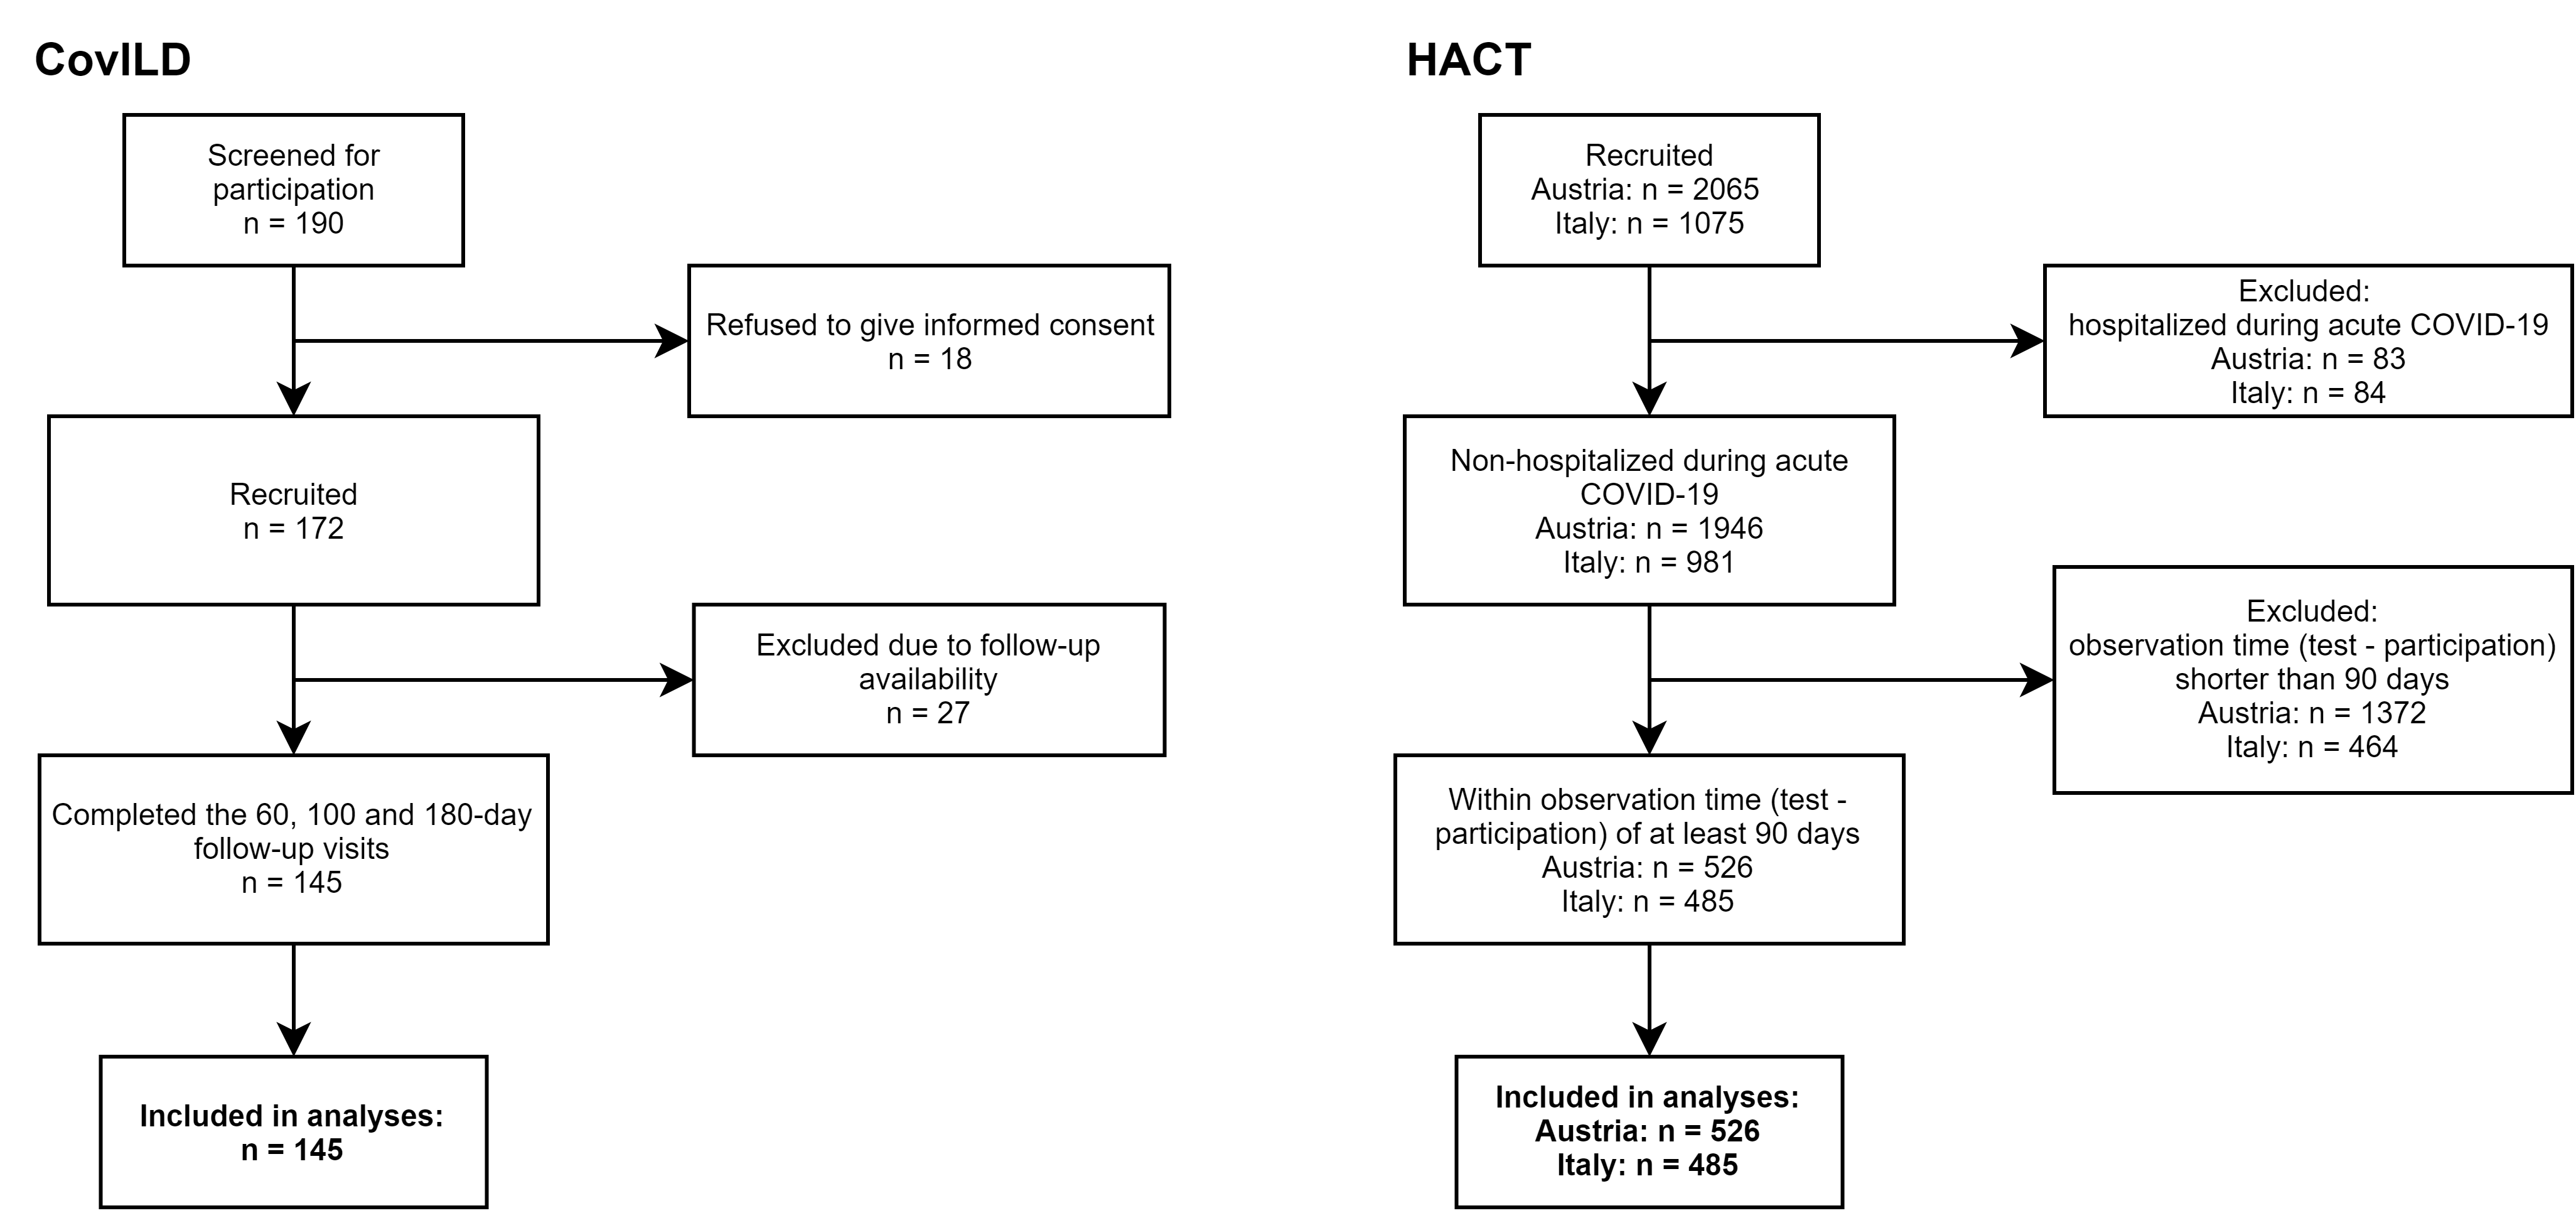 CovILD
Screened for
participation
n = 190
Refused to give informed consent
n = 18
Recruited
n = 172
Excluded due to follow-up
availability
n = 27
Completed the 60, 100 and 180-day
follow-up visits
n = 145
Included in analyses:
n = 145
HACT
Recruited
Austria: n = 2065
Italy: n = 1075
Excluded:
hospitalized during acute COVID-19
Austria: n = 83
Italy: n = 84
Non-hospitalized during acute
COVID-19
Austria: n = 1946
Italy: n = 981
Excluded:
observation time (test - participation)
shorter than 90 days
Austria: n = 1372
Italy: n = 464
Within observation time (test -
participation) of at least 90 days
Austria: n = 526
Italy: n = 485
Included in analyses:
Austria: n = 526
Italy: n = 485